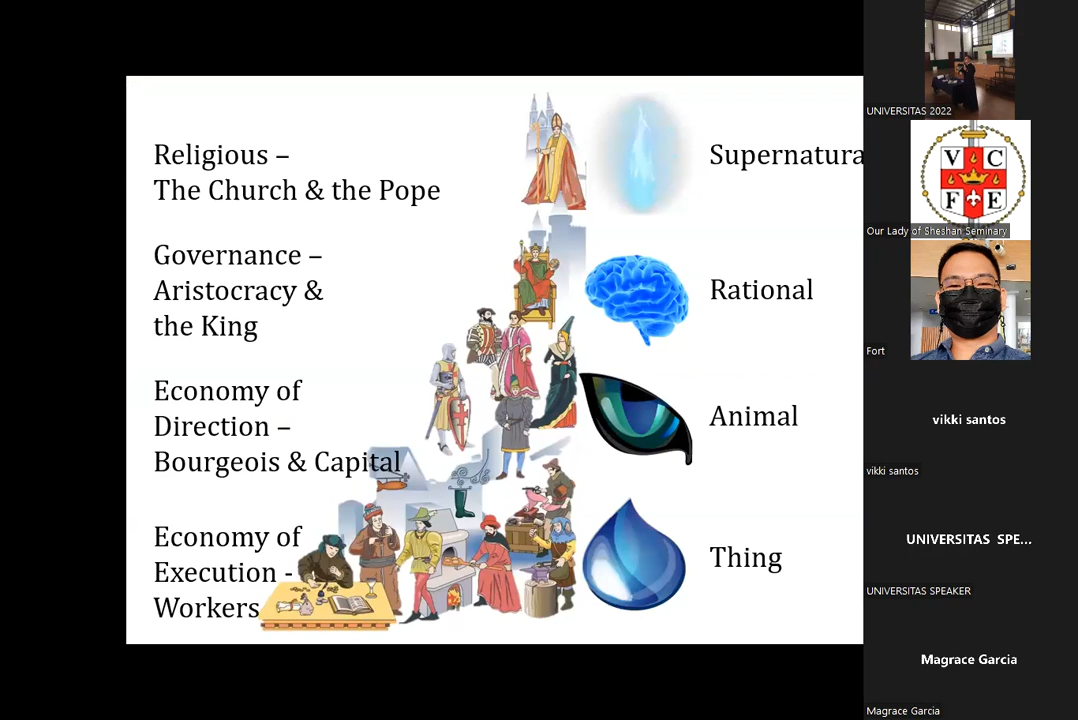 Religious –
The Church & the Pope
Supernatura
Governance –
Aristocracy &
the King
Rational
Economy of
Direction –
Bourgeois & Capital
Animal
Economy of
Execution -
Workers
Thing
UNIVERSITAS 2022
V C
F E
Our Lady of Sheshan Seminary
Fort
vikki santos
vikki santos
UNIVERSITAS SPE...
UNIVERSITAS SPEAKER
Magrace Garcia
Magrace Garcia